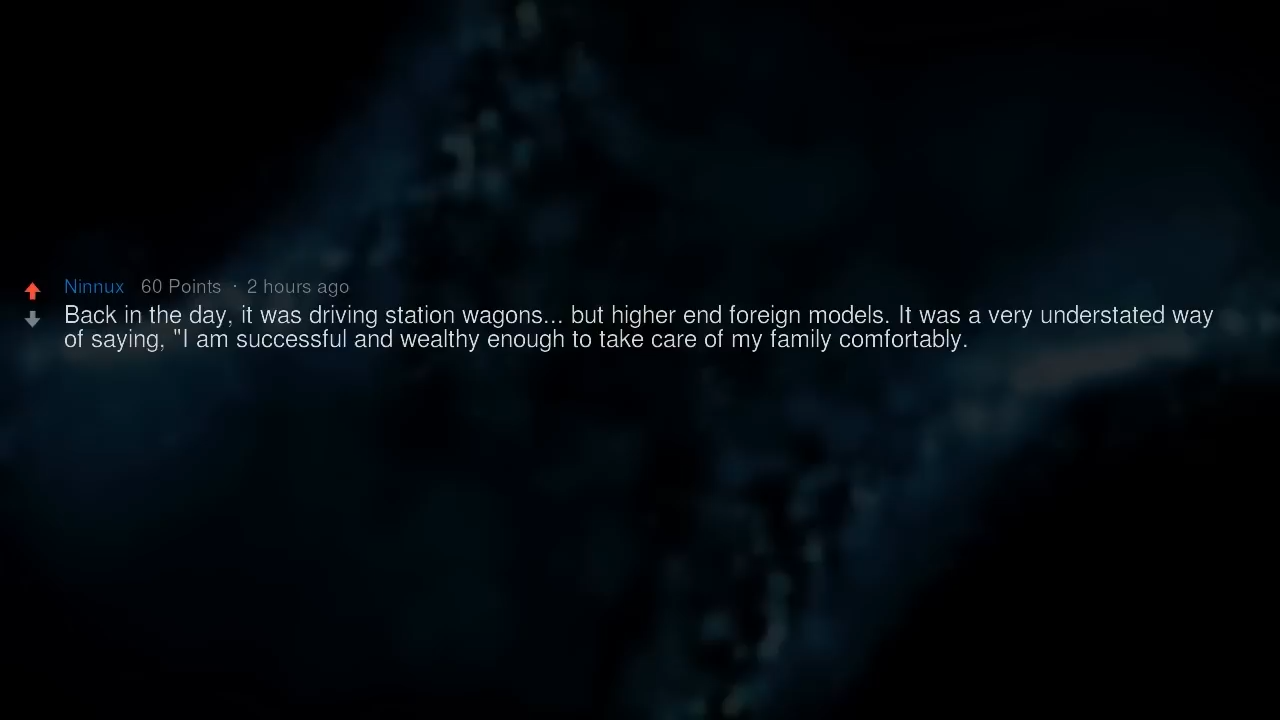 Ninnux 60 Points · 2 hours ago
Back in the day, it was driving station wagons... but higher end foreign models. It was a very understated way
of saying, "I am successful and wealthy enough to take care of my family comfortably.